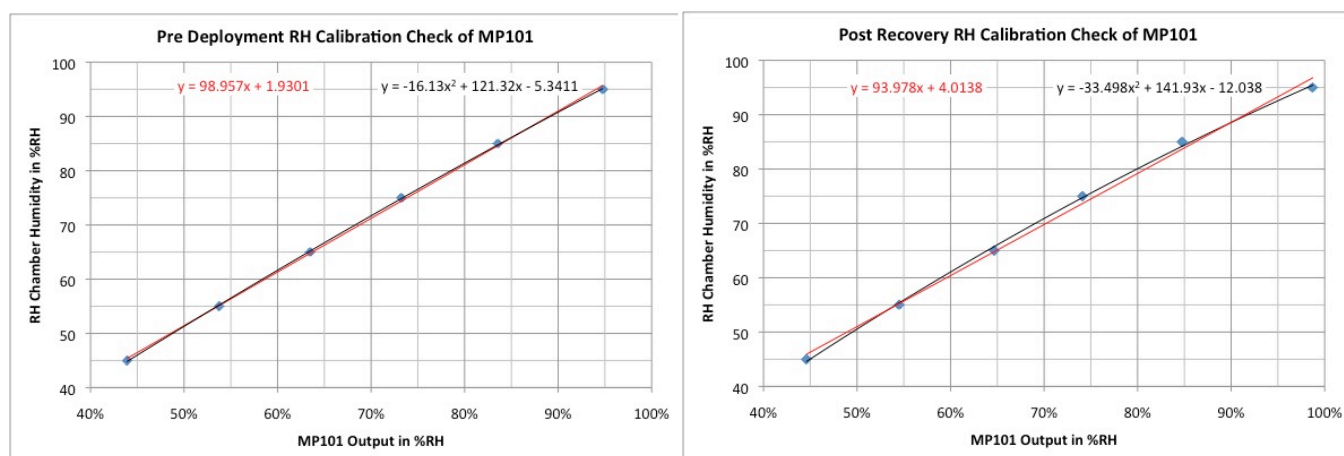 Pre Deployment RH Calibration Check of MP101
y = 98.957x + 1.9301
y = -16.13x² + 121.32x - 5.3411
RH Chamber Humidity in %RH
100
90
80
70
60
50
40
40% 50% 60% 70% 80% 90% 100%
MP101 Output in %RH
Post Recovery RH Calibration Check of MP101
y = 93.978x + 4.0138
y = -33.498x² + 141.93x - 12.038
RH Chamber Humidity in %RH
100
90
80
70
60
50
40
40% 50% 60% 70% 80% 90% 100%
MP101 Output in %RH